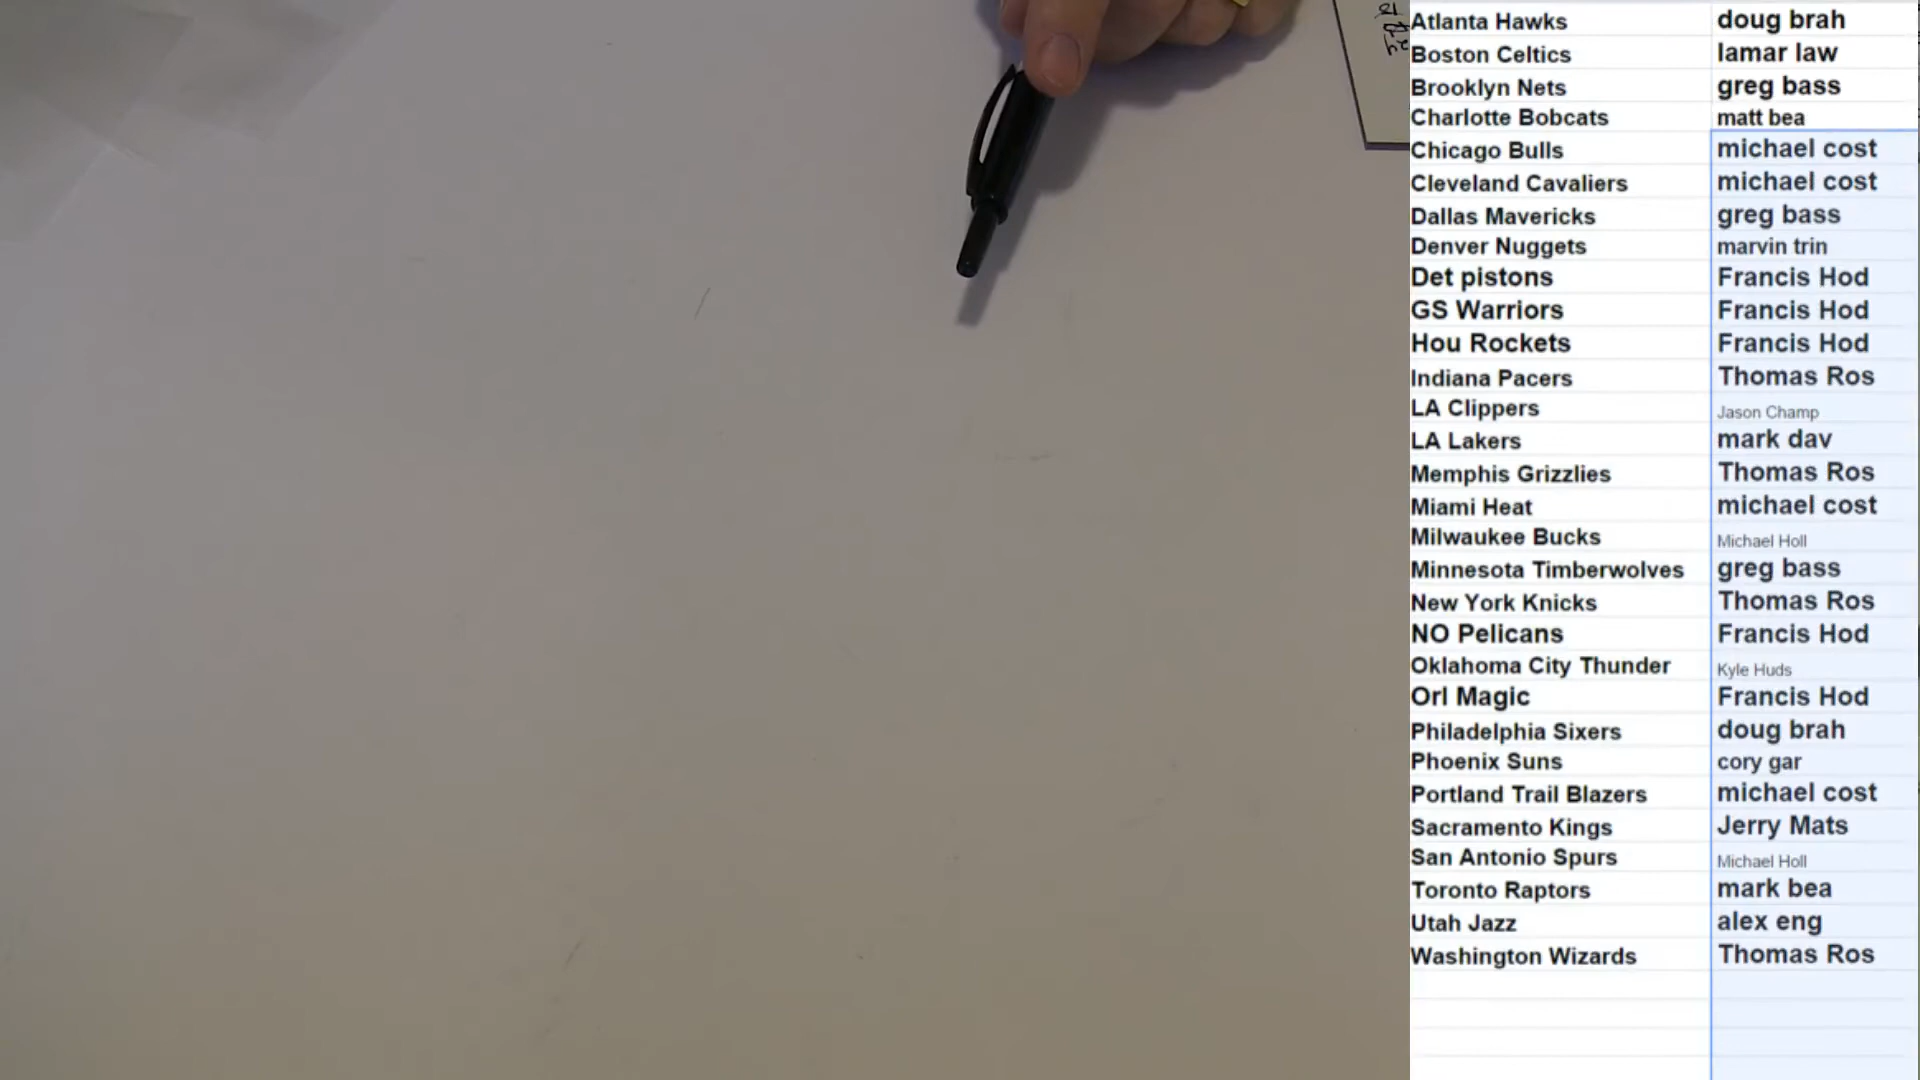 Atlanta Hawks doug brah
Boston Celtics lamar law
Brooklyn Nets greg bass
Charlotte Bobcats matt bea
Chicago Bulls michael cost
Cleveland Cavaliers michael cost
Dallas Mavericks greg bass
Denver Nuggets marvin trin
Det pistons Francis Hod
GS Warriors Francis Hod
Hou Rockets Francis Hod
Indiana Pacers Thomas Ros
LA Clippers Jason Champ
LA Lakers mark dav
Memphis Grizzlies Thomas Ros
Miami Heat michael cost
Milwaukee Bucks Michael Holl
Minnesota Timberwolves greg bass
New York Knicks Thomas Ros
NO Pelicans Francis Hod
Oklahoma City Thunder Kyle Huds
Orl Magic Francis Hod
Philadelphia Sixers doug brah
Phoenix Suns cory gar
Portland Trail Blazers michael cost
Sacramento Kings Jerry Mats
San Antonio Spurs Michael Holl
Toronto Raptors mark bea
Utah Jazz alex eng
Washington Wizards Thomas Ros